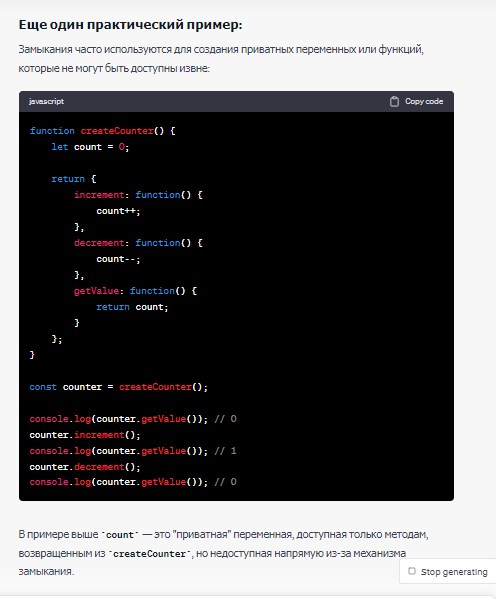 Еще один практический пример:
Замыкания часто используются для создания приватных переменных или функций,
которые не могут быть доступны извне:
javascript Copy code
function createCounter() {
    let count = 0;

    return {
        increment: function() {
            count++;
        },
        decrement: function() {
            count--;
        },
        getValue: function() {
            return count;
        }
    };
}

const counter = createCounter();

console.log(counter.getValue()); // 0
counter.increment();
console.log(counter.getValue()); // 1
counter.decrement();
console.log(counter.getValue()); // 0

В примере выше `count` — это "приватная" переменная, доступная только методам,
возвращенным из `createCounter`, но недоступная напрямую из-за механизма
замыкания.
Stop generating